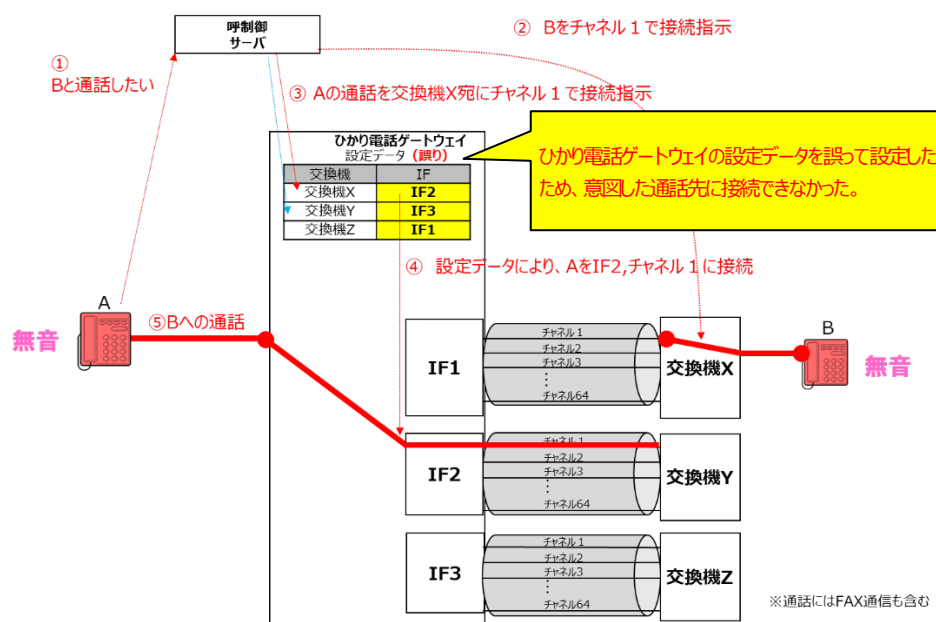 呼制御
サーバ
② Bをチャネル1で接続指示
①
Bと通話したい
③ Aの通話を交換機X宛にチャネル1で接続指示
ひかり電話ゲートウェイ
設定データ(誤り)
交換機 IF
交換機X IF2
交換機Y IF3
交換機Z IF1
ひかり電話ゲートウェイの設定データを誤って設定した
ため、意図した通話先に接続できなかった。
④ 設定データにより、AをIF2,チャネル1に接続
A
無音
⑤Bへの通話
IF1
チャネル1
チャネル2
チャネル3
⋮
チャネル64
交換機X
B
無音
IF2
チャネル1
チャネル2
チャネル3
⋮
チャネル64
交換機Y
IF3
チャネル1
チャネル2
チャネル3
⋮
チャネル64
交換機Z
※通話にはFAX通信も含む